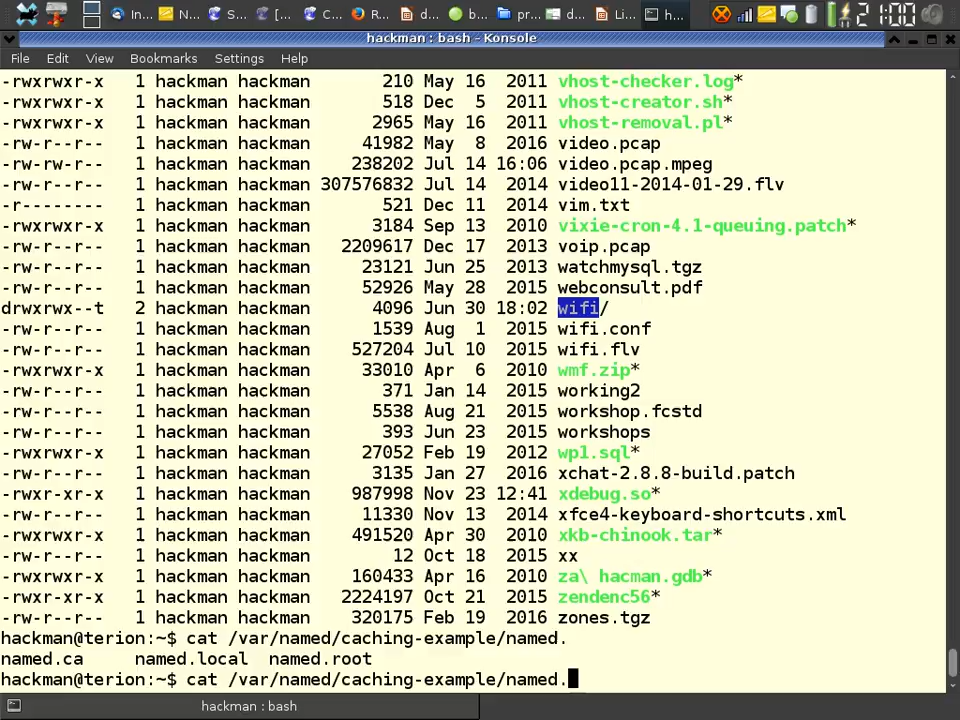 In... N... S... [... C... R... d... b... pr... d... Li... h... 21:00
hackman : bash – Konsole
File Edit View Bookmarks Settings Help
-rwxrwxr-x 1 hackman hackman 210 May 16 2011 vhost-checker.log*
-rwxrwxr-x 1 hackman hackman 518 Dec 5 2011 vhost-creator.sh*
-rwxrwxr-x 1 hackman hackman 2965 May 16 2011 vhost-removal.pl*
-rw-r--r-- 1 hackman hackman 41982 May 8 2016 video.pcap
-rw-rw-r-- 1 hackman hackman 238202 Jul 14 16:06 video.pcap.mpeg
-rw-r--r-- 1 hackman hackman 307576832 Jul 14 2014 video11-2014-01-29.flv
-r-------- 1 hackman hackman 521 Dec 11 2014 vim.txt
-rwxrwxr-x 1 hackman hackman 3184 Sep 13 2010 vixie-cron-4.1-queuing.patch*
-rw-r--r-- 1 hackman hackman 2209617 Dec 17 2013 voip.pcap
-rw-r--r-- 1 hackman hackman 23121 Jun 25 2013 watchmysql.tgz
-rw-r--r-- 1 hackman hackman 52926 May 28 2015 webconsult.pdf
drwxrwx--t 2 hackman hackman 4096 Jun 30 18:02 wifi/
-rw-r--r-- 1 hackman hackman 1539 Aug 1 2015 wifi.conf
-rw-r--r-- 1 hackman hackman 527204 Jul 10 2015 wifi.flv
-rwxrwxr-x 1 hackman hackman 33010 Apr 6 2010 wmf.zip*
-rw-r--r-- 1 hackman hackman 371 Jan 14 2015 working2
-rw-r--r-- 1 hackman hackman 5538 Aug 21 2015 workshop.fcstd
-rw-r--r-- 1 hackman hackman 393 Jun 23 2015 workshops
-rwxrwxr-x 1 hackman hackman 27052 Feb 19 2012 wp1.sql*
-rw-r--r-- 1 hackman hackman 3135 Jan 27 2016 xchat-2.8.8-build.patch
-rwxr-xr-x 1 hackman hackman 987998 Nov 23 12:41 xdebug.so*
-rw-r--r-- 1 hackman hackman 11330 Nov 13 2014 xfce4-keyboard-shortcuts.xml
-rwxrwxr-x 1 hackman hackman 491520 Apr 30 2010 xkb-chinook.tar*
-rw-r--r-- 1 hackman hackman 12 Oct 18 2015 xx
-rwxrwxr-x 1 hackman hackman 160433 Apr 16 2010 za\ hacman.gdb*
-rwxr-xr-x 1 hackman hackman 2224197 Oct 21 2015 zendenc56*
-rw-r--r-- 1 hackman hackman 320175 Feb 19 2016 zones.tgz
hackman@terion:~$ cat /var/named/caching-example/named.
named.ca named.local named.root
hackman@terion:~$ cat /var/named/caching-example/named.
hackman : bash